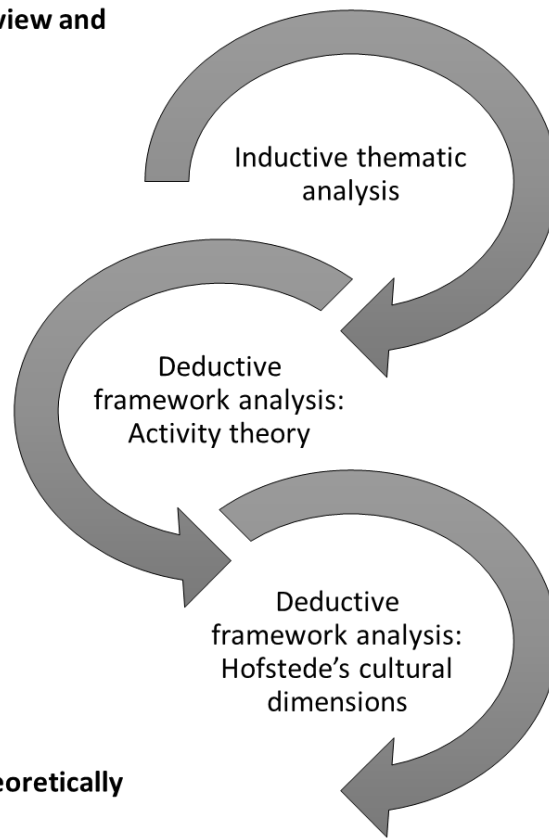 view and
Inductive thematic
analysis
Deductive
framework analysis:
Activity theory
Deductive
framework analysis:
Hofstede's cultural
dimensions
eoretically